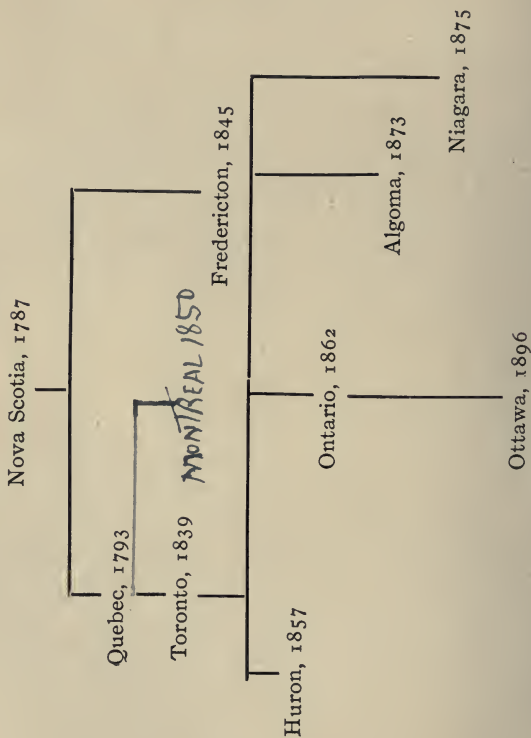 Nova Scotia, 1787
Quebec, 1793
Fredericton, 1845
Toronto, 1839
MONTREAL 1850
Huron, 1857
Ontario, 1862
Algoma, 1873
Niagara, 1875
Ottawa, 1896